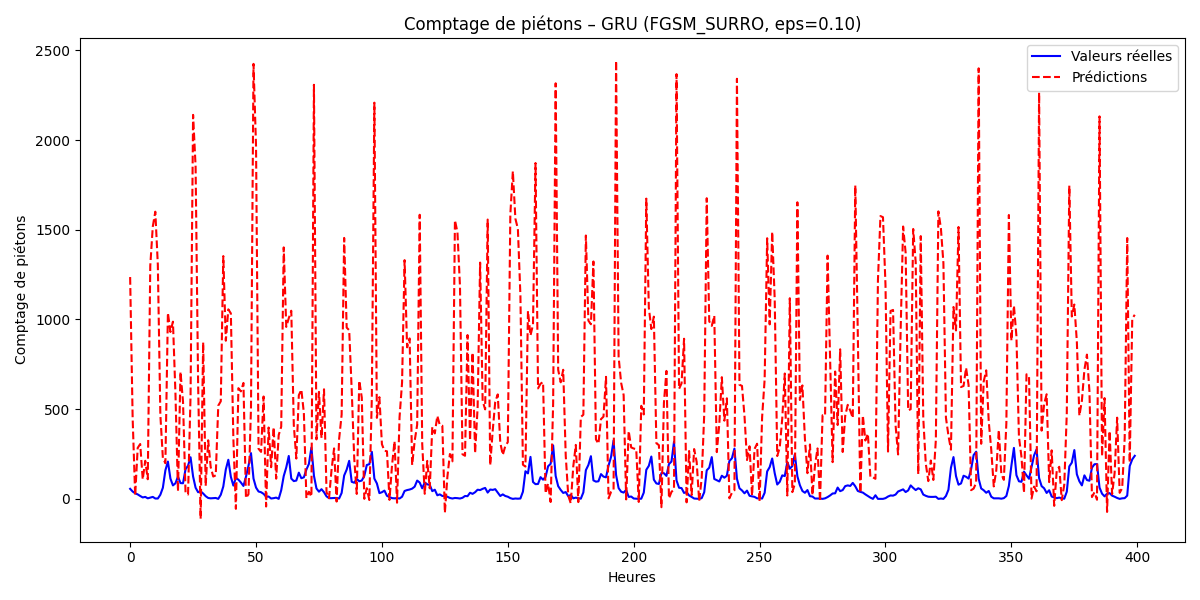 Comptage de piétons – GRU (FGSM_SURRO, eps=0.10)
Valeurs réelles
Prédictions
Comptage de piétons
2500
2000
1500
1000
500
0
0 50 100 150 200 250 300 350 400
Heures